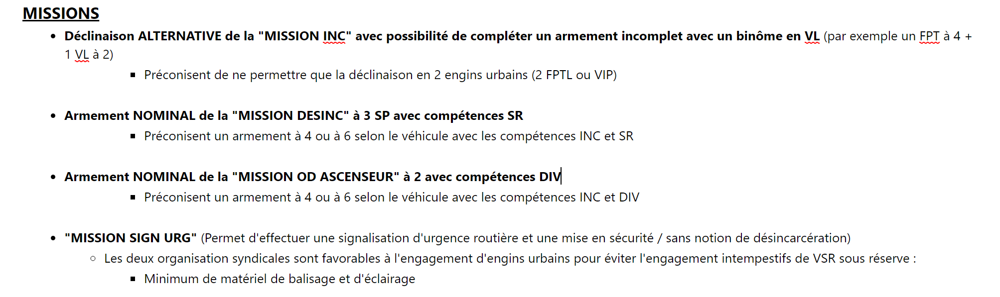 MISSIONS
Déclinaison ALTERNATIVE de la "MISSION INC" avec possibilité de compléter un armement incomplet avec un binôme en VL (par exemple un FPT à 4 +
1 VL à 2)
Préconisent de ne permettre que la déclinaison en 2 engins urbains (2 FPTL ou VIP)
Armement NOMINAL de la "MISSION DESINC" à 3 SP avec compétences SR
Préconisent un armement à 4 ou à 6 selon le véhicule avec les compétences INC et SR
Armement NOMINAL de la "MISSION OD ASCENSEUR" à 2 avec compétences DIV
Préconisent un armement à 4 ou à 6 selon le véhicule avec les compétences INC et DIV
"MISSION SIGN URG" (Permet d'effectuer une signalisation d'urgence routière et une mise en sécurité / sans notion de désincarcération)
Les deux organisation syndicales sont favorables à l'engagement d'engins urbains pour éviter l'engagement intempestifs de VSR sous réserve :
Minimum de matériel de balisage et d'éclairage